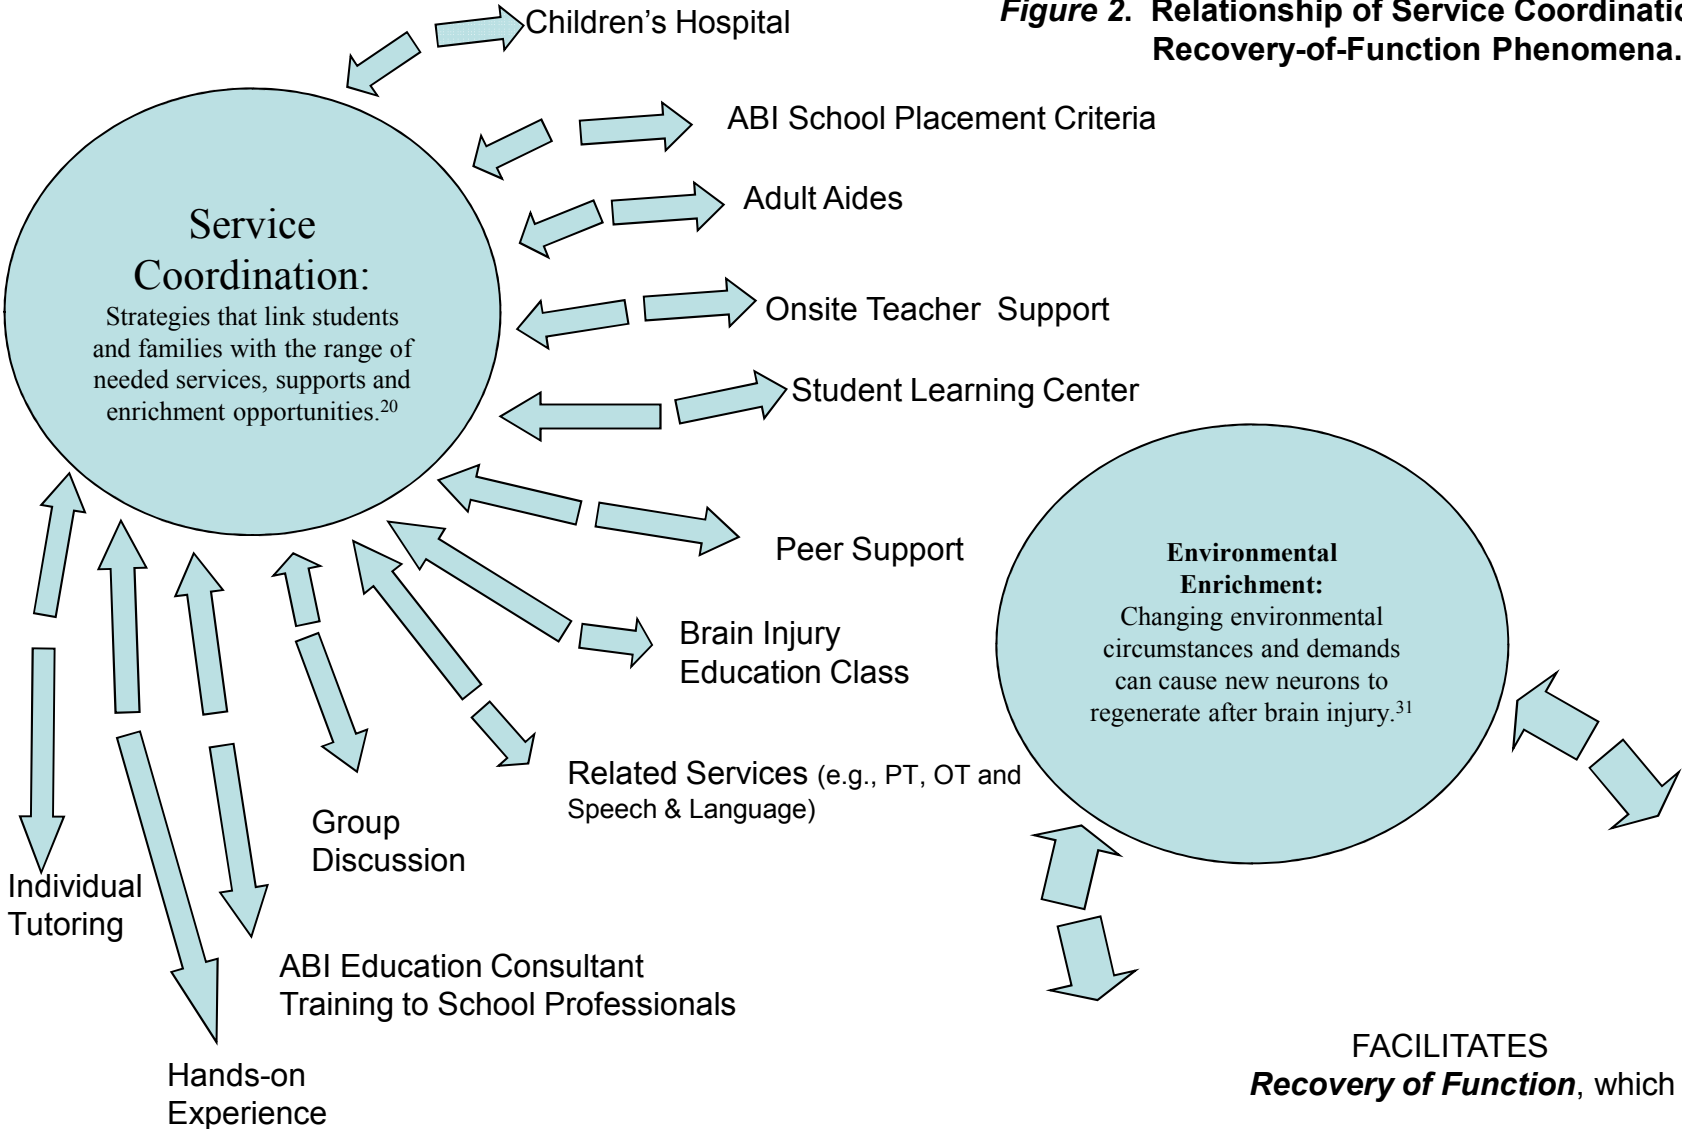 Figure 2. Relationship of Service Coordinatio
Recovery-of-Function Phenomena.
Children’s Hospital
ABI School Placement Criteria
Adult Aides
Onsite Teacher Support
Student Learning Center
Peer Support
Brain Injury
Education Class
Related Services (e.g., PT, OT and
Speech & Language)
Group
Discussion
ABI Education Consultant
Training to School Professionals
Hands-on
Experience
Individual
Tutoring
Service
Coordination:
Strategies that link students
and families with the range of
needed services, supports and
enrichment opportunities.20
Environmental
Enrichment:
Changing environmental
circumstances and demands
can cause new neurons to
regenerate after brain injury.31
FACILITATES
Recovery of Function, which